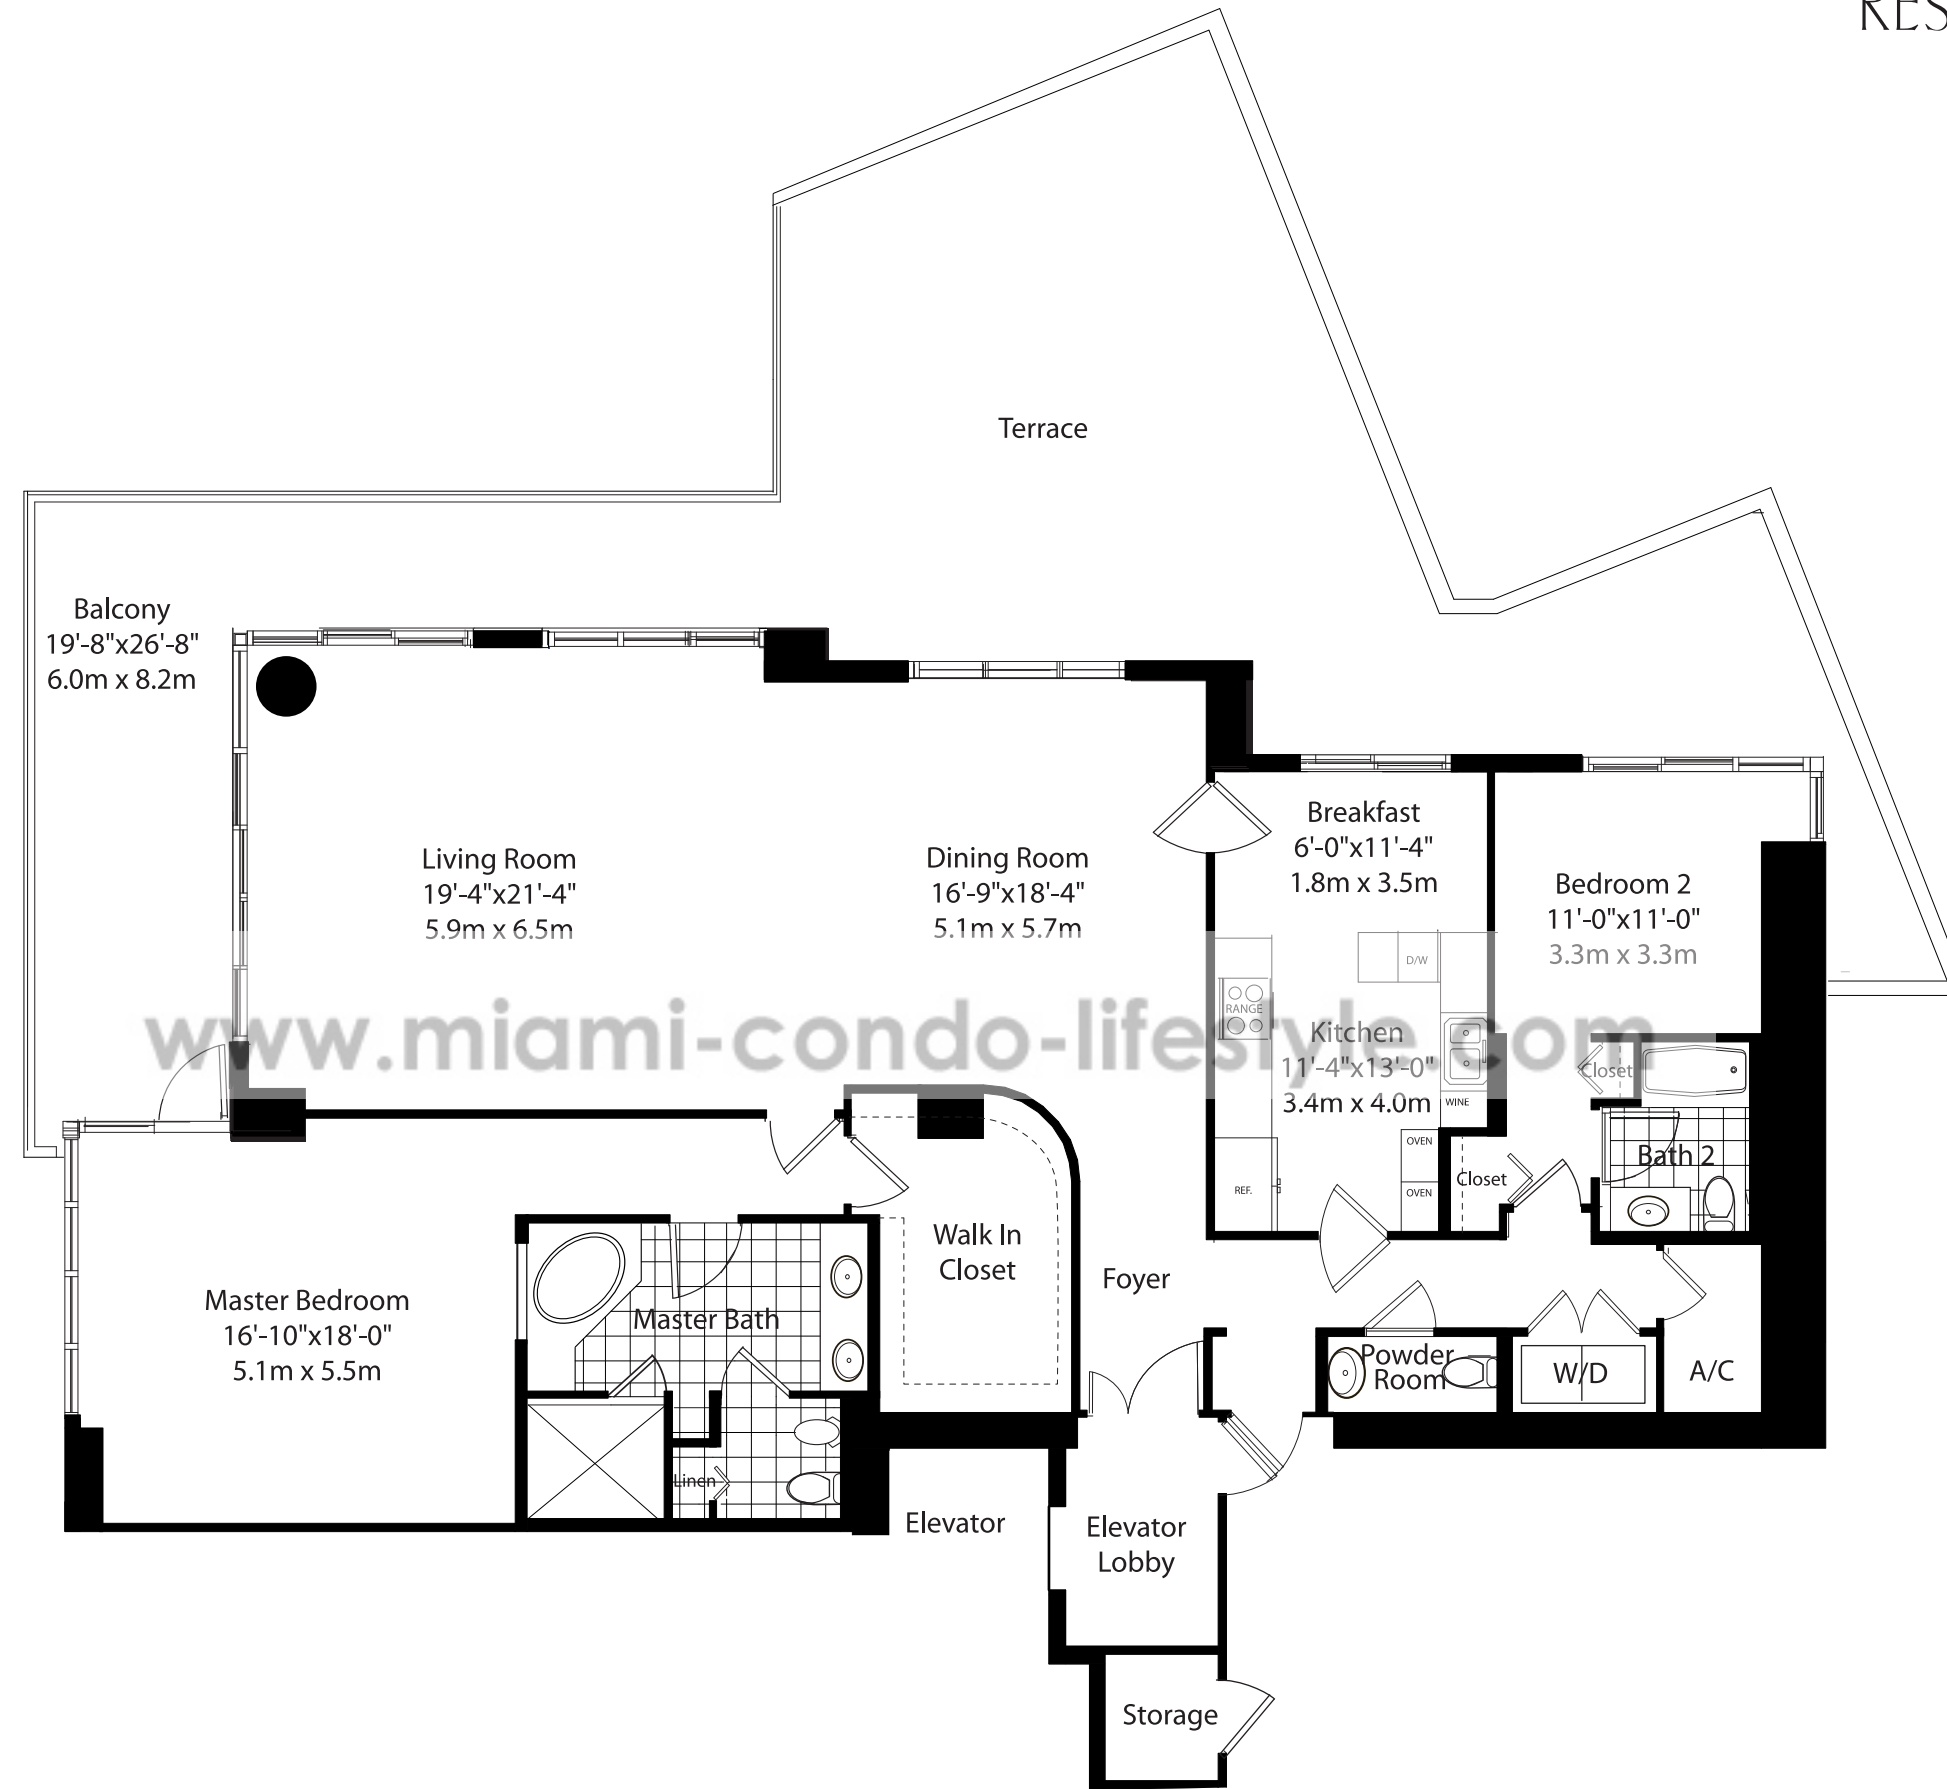 RES
Terrace
Balcony
19'-8"x26'-8"
6.0m x 8.2m
Living Room
19'-4"x21'-4"
5.9m x 6.5m
Dining Room
16'-9"x18'-4"
5.1m x 5.7m
Breakfast
6'-0"x11'-4"
1.8m x 3.5m
Bedroom 2
11'-0"x11'-0"
3.3m x 3.3m
D/W
RANGE
www.miami-condo-lifestyle.com
Kitchen
11'-4"x13'-0"
3.4m x 4.0m
WINE
Closet
OVEN
Bath 2
REF.
OVEN
Closet
Walk In
Closet
Foyer
Master Bedroom
16'-10"x18'-0"
5.1m x 5.5m
Master Bath
Powder
Room
W/D
A/C
Linen
Elevator
Elevator
Lobby
Storage